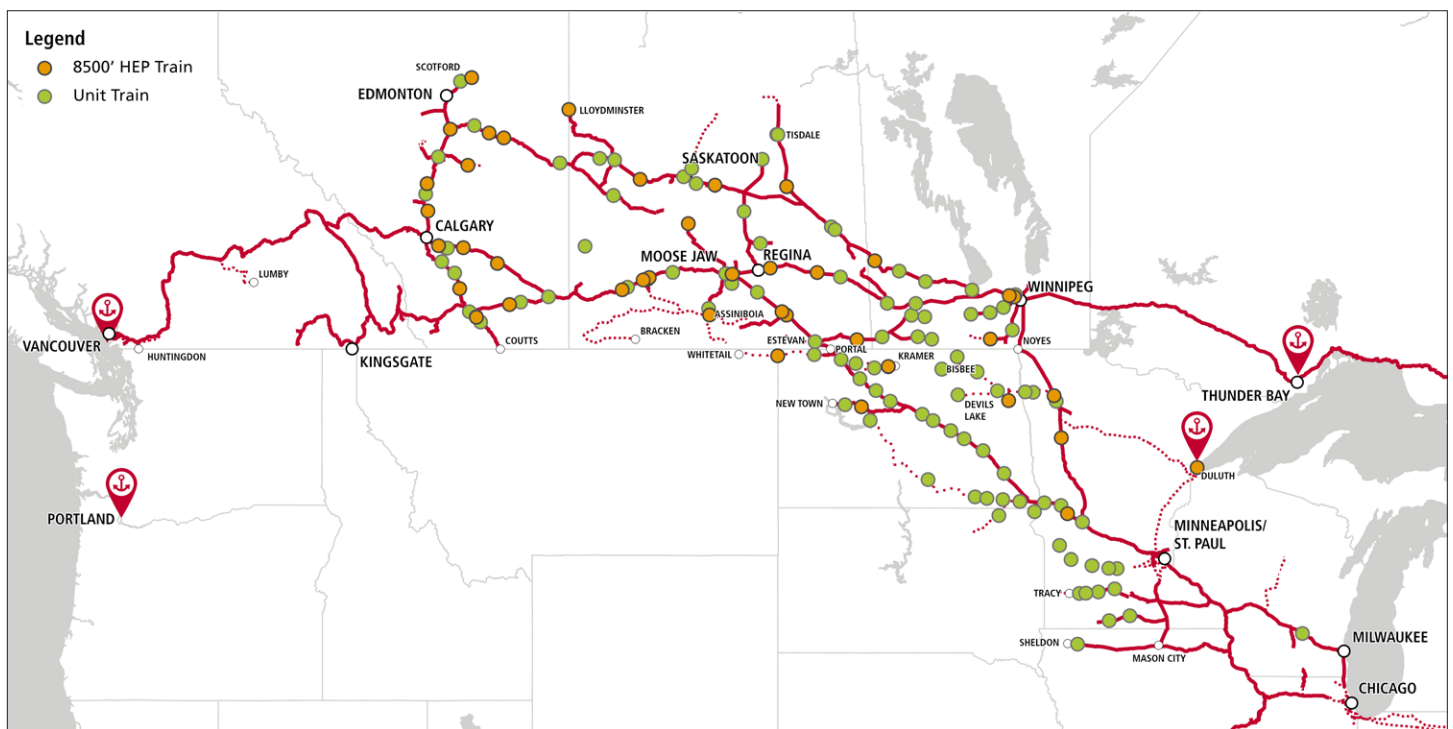 Legend
8500' HEP Train
Unit Train
SCOTFORD
EDMONTON
LLOYDMINSTER
TISDALE
SASKATOON
CALGARY
MOOSE JAW
REGINA
LUMBY
WINNIPEG
ASSINIBOIA
VANCOUVER
HUNTINGDON
KINGSGATE
COUTTS
BRACKEN
WHITETAIL
ESTEVAN
PORTAL
KRAMER
BISBEE
NOYES
THUNDER BAY
NEW TOWN
DEVILS
LAKE
DULUTH
PORTLAND
MINNEAPOLIS/
ST. PAUL
TRACY
SHELDON
MASON CITY
MILWAUKEE
CHICAGO